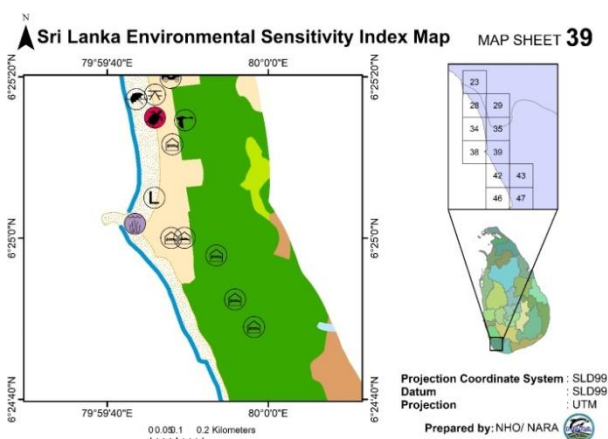 N
Sri Lanka Environmental Sensitivity Index Map MAP SHEET 39
79°59'40"E 80°0'0"E
6°25'20"N 6°25'20"N
23
28 29
34 35
38 39
42 43
46 47
L
6°25'0"N 6°25'0"N
6°24'40"N 6°24'40"N
79°59'40"E 80°0'0"E
0 0.05 0.1 0.2 Kilometers
Projection Coordinate System : SLD99
Datum : SLD99
Projection : UTM
Prepared by: NHO/ NARA